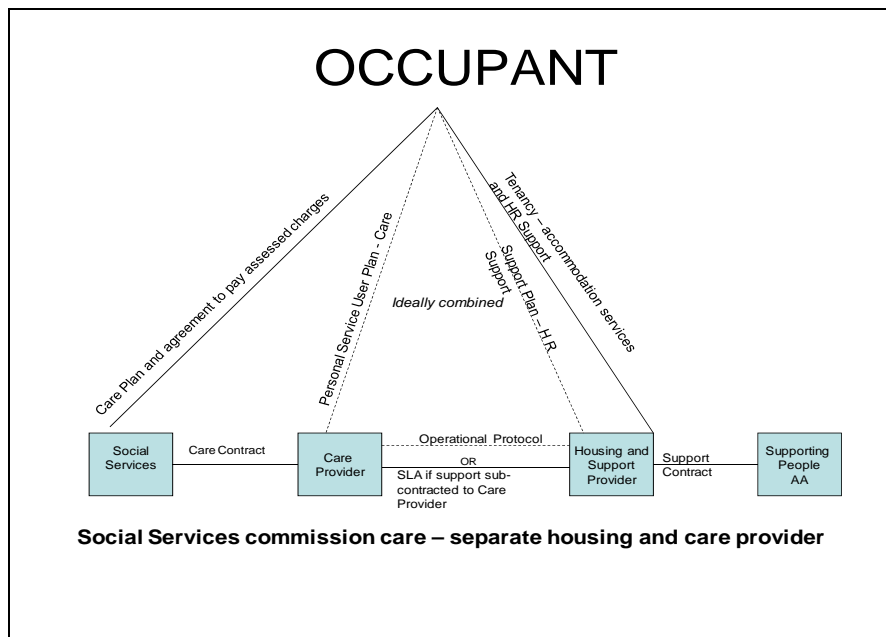 OCCUPANT
Care Plan and agreement to pay assessed charges
Personal Service User Plan - Care
Ideally combined
Support Plan – H.R
Support
Tenancy – accommodation services
and HR Support
Social
Services
Care Contract
Care
Provider
Operational Protocol
OR
SLA if support sub-
contracted to Care
Provider
Housing and
Support
Provider
Support
Contract
Supporting
People
AA
Social Services commission care – separate housing and care provider